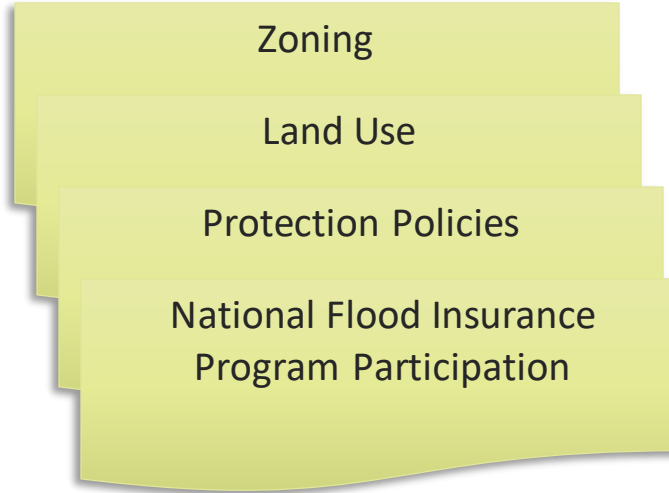 Zoning
Land Use
Protection Policies
National Flood Insurance
Program Participation